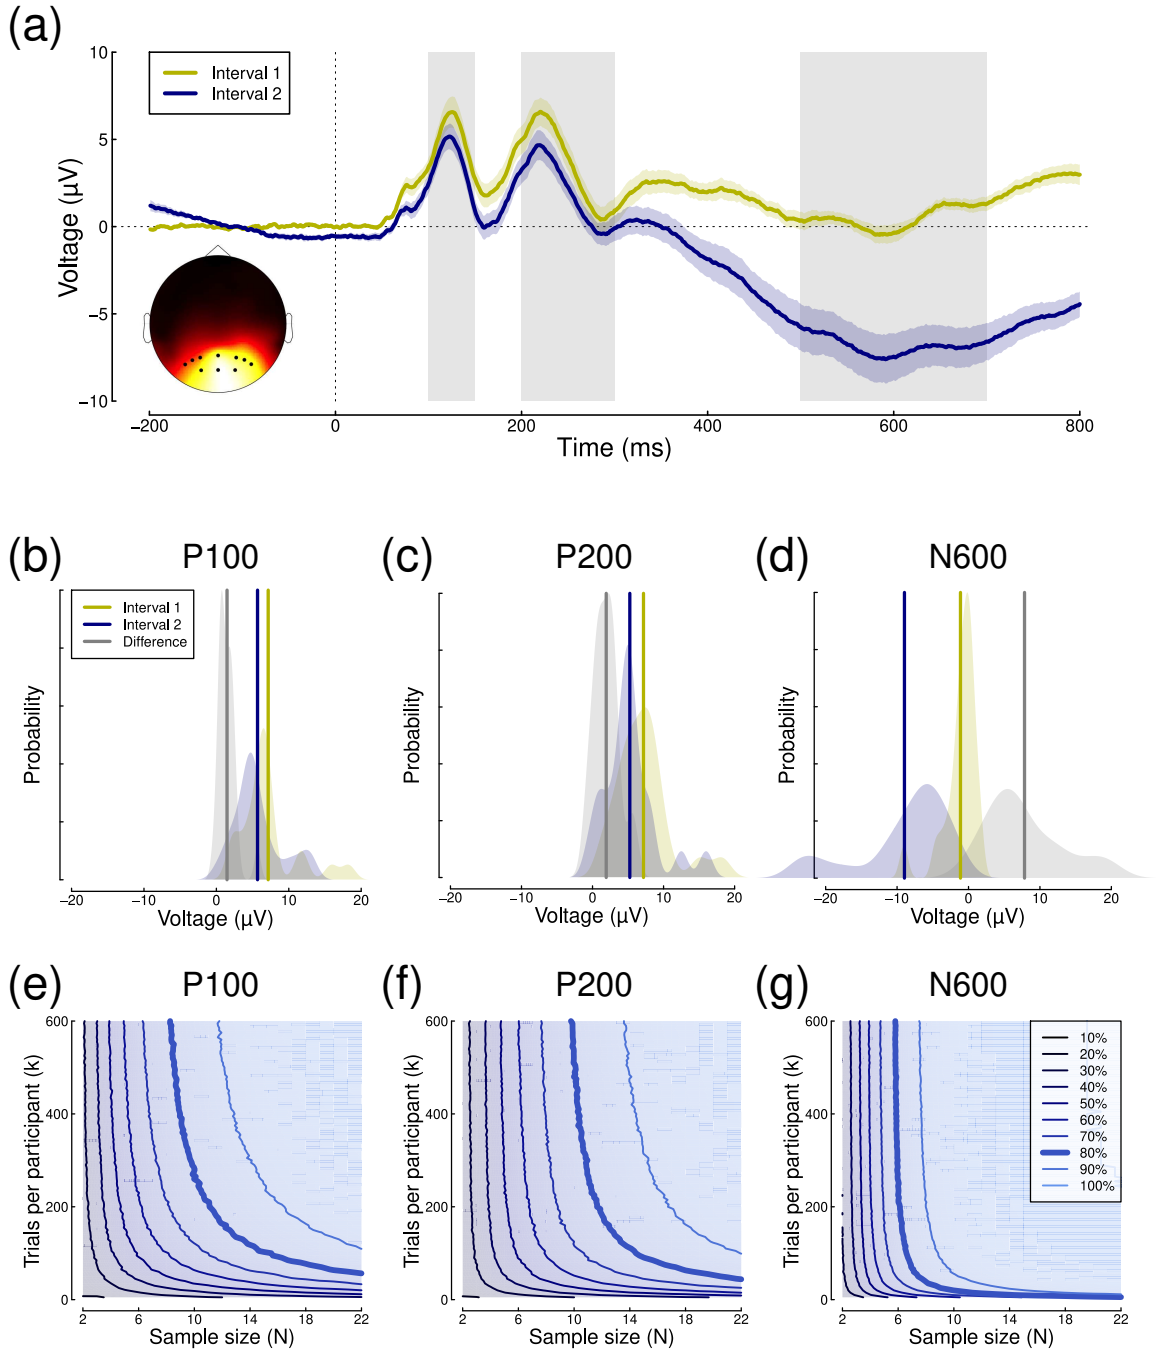 (a)
Interval 1
Interval 2
10
5
0
−5
−10
Voltage (µV)
−200
0
200
400
600
800
Time (ms)
(b)
P100
(c)
P200
(d)
N600
Interval 1
Interval 2
Difference
Probability
Probability
Probability
−20
−10
0
10
20
−20
−10
0
10
20
−20
−10
0
10
20
Voltage (µV)
Voltage (µV)
Voltage (µV)
(e)
P100
(f)
P200
(g)
N600
600
400
200
0
Trials per participant (k)
2
6
10
14
18
22
Sample size (N)
600
400
200
0
Trials per participant (k)
2
6
10
14
18
22
Sample size (N)
600
400
200
0
Trials per participant (k)
2
6
10
14
18
22
Sample size (N)
10%
20%
30%
40%
50%
60%
70%
80%
90%
100%